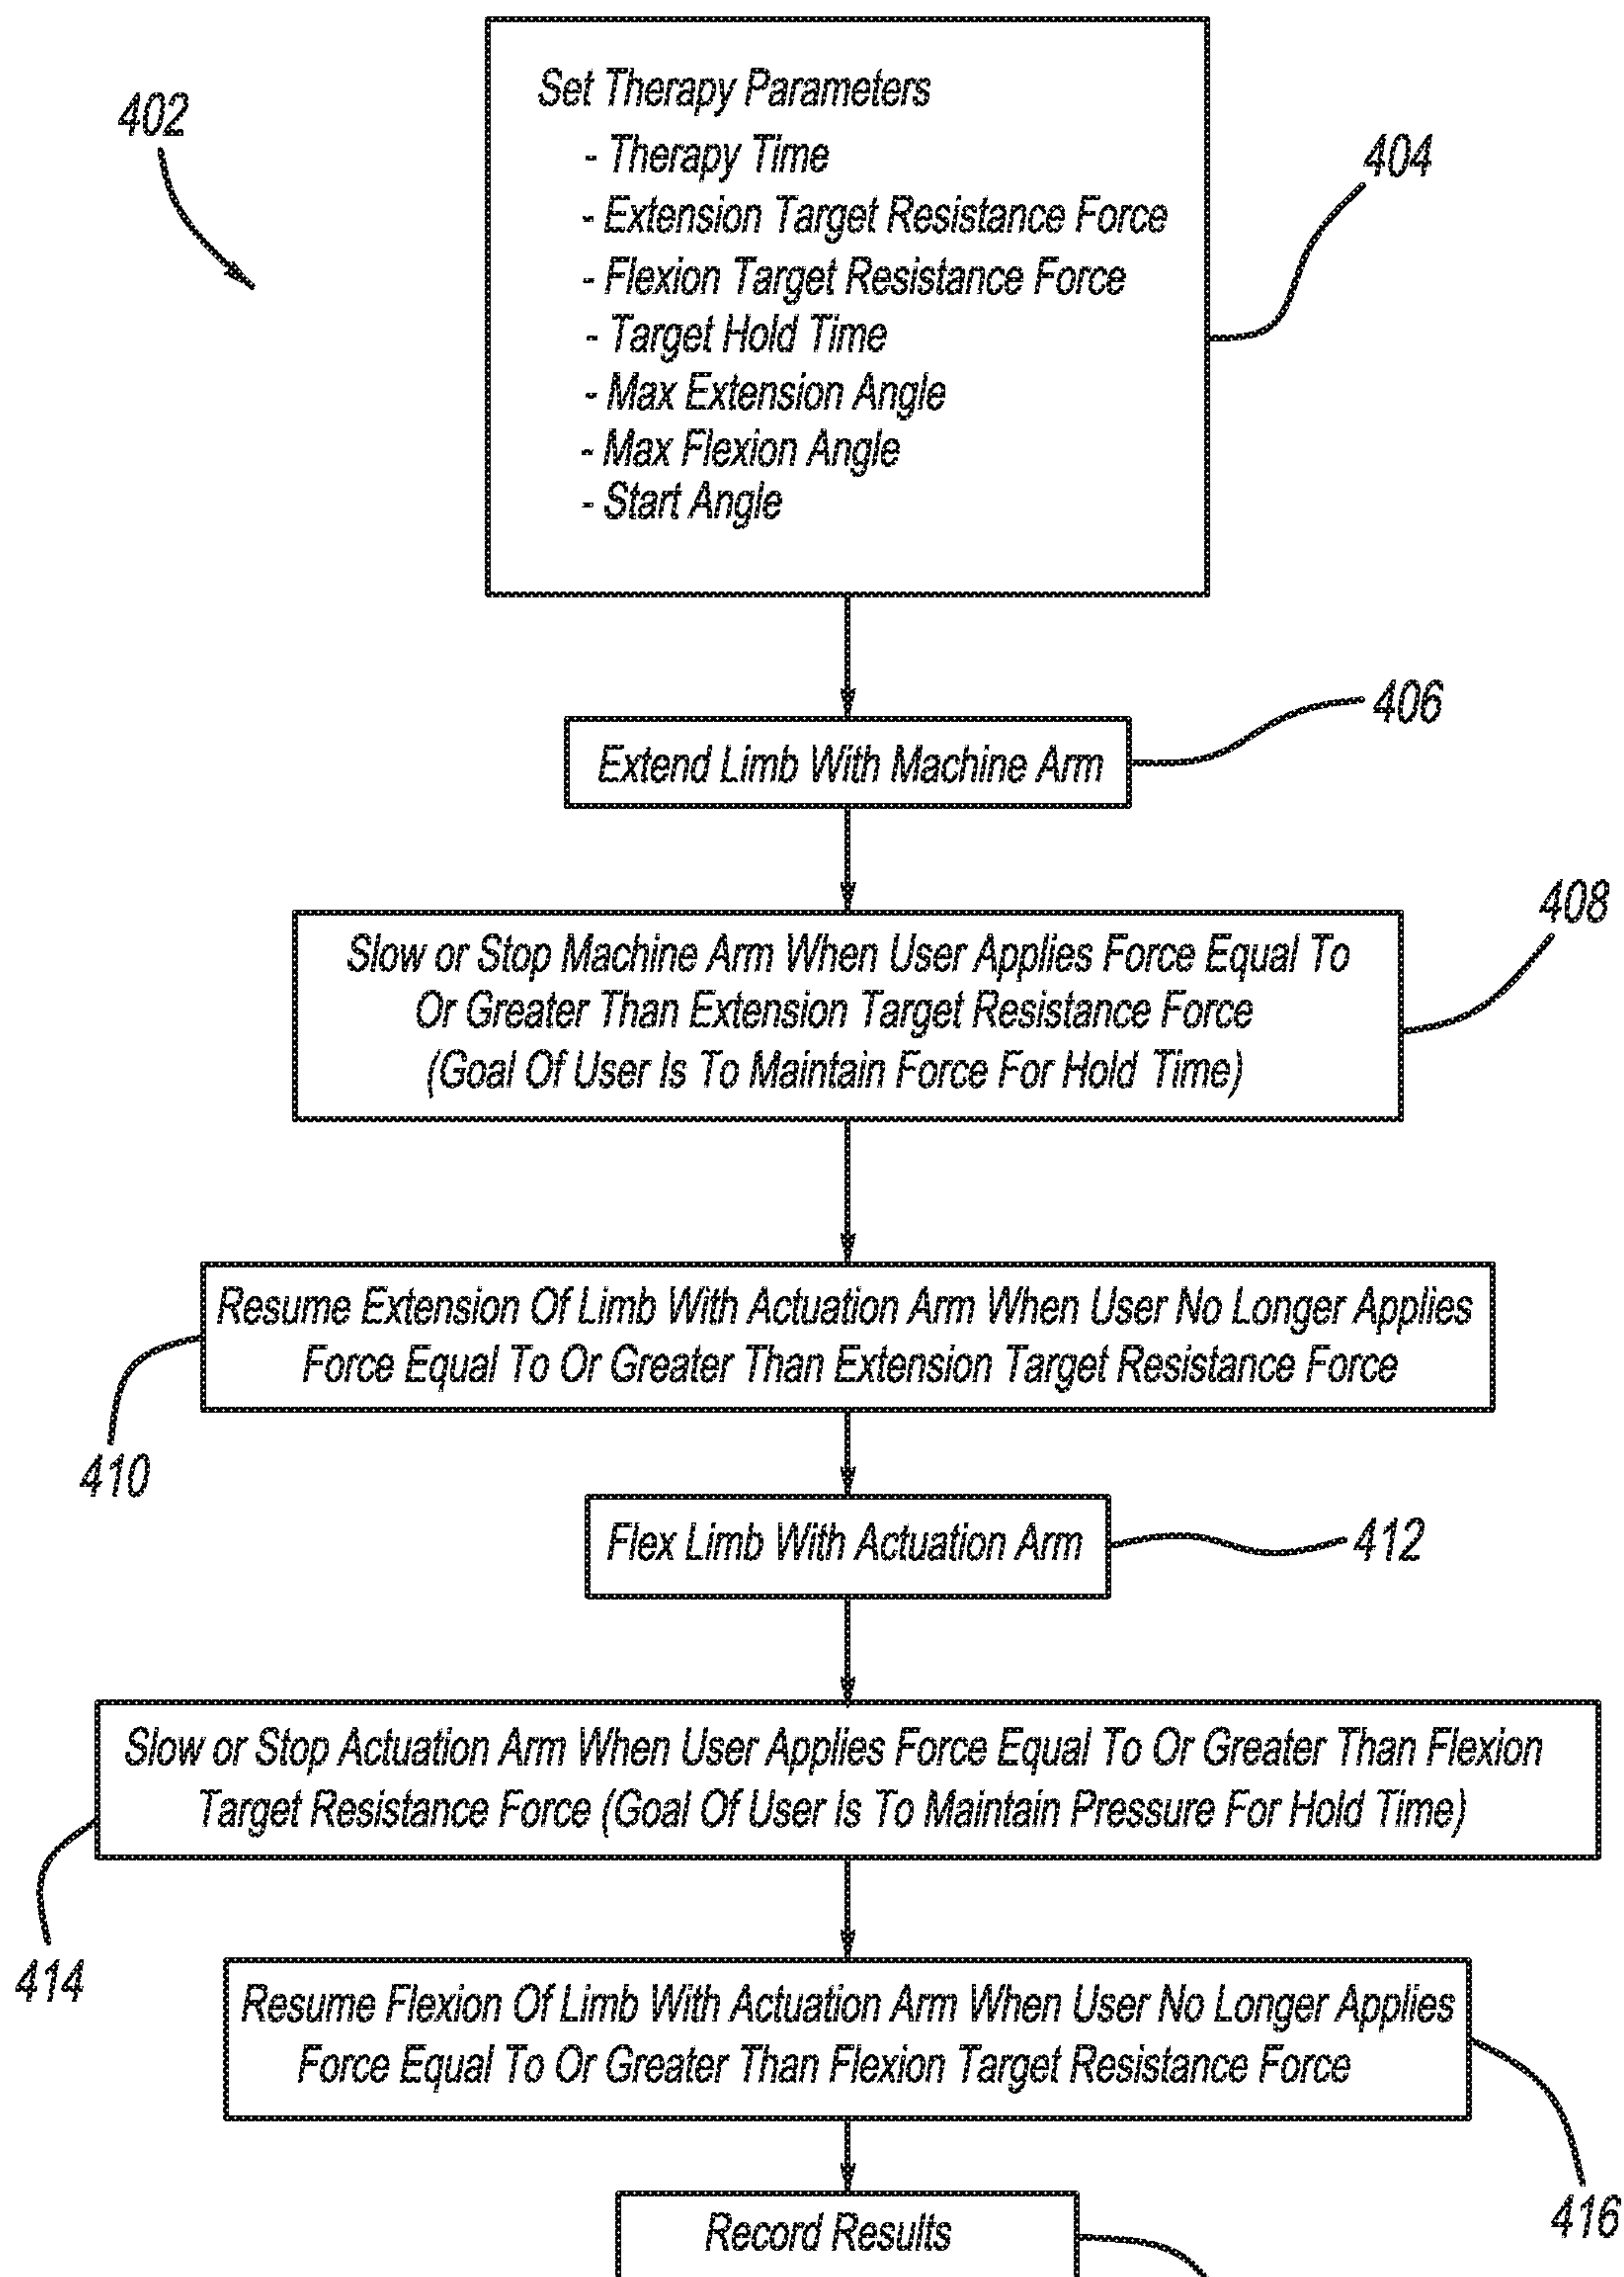 402
Set Therapy Parameters
- Therapy Time
- Extension Target Resistance Force
- Flexion Target Resistance Force
- Target Hold Time
- Max Extension Angle
- Max Flexion Angle
- Start Angle
404
Extend Limb With Machine Arm
406
Slow or Stop Machine Arm When User Applies Force Equal To
Or Greater Than Extension Target Resistance Force
(Goal Of User Is To Maintain Force For Hold Time)
408
Resume Extension Of Limb With Actuation Arm When User No Longer Applies
Force Equal To Or Greater Than Extension Target Resistance Force
410
Flex Limb With Actuation Arm
412
Slow or Stop Actuation Arm When User Applies Force Equal To Or Greater Than Flexion
Target Resistance Force (Goal Of User Is To Maintain Pressure For Hold Time)
414
Resume Flexion Of Limb With Actuation Arm When User No Longer Applies
Force Equal To Or Greater Than Flexion Target Resistance Force
416
Record Results